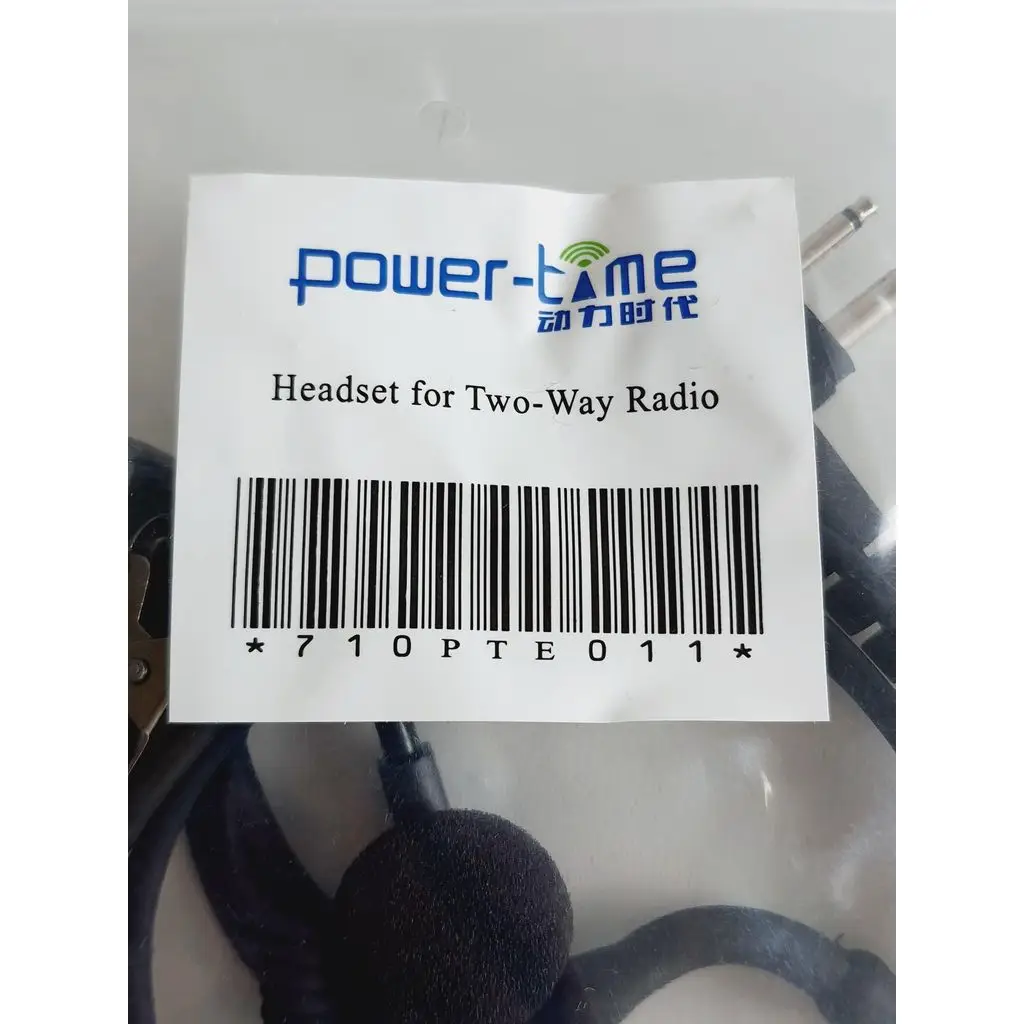 power-time
动力时代
Headset for Two-Way Radio
*710PTE011*